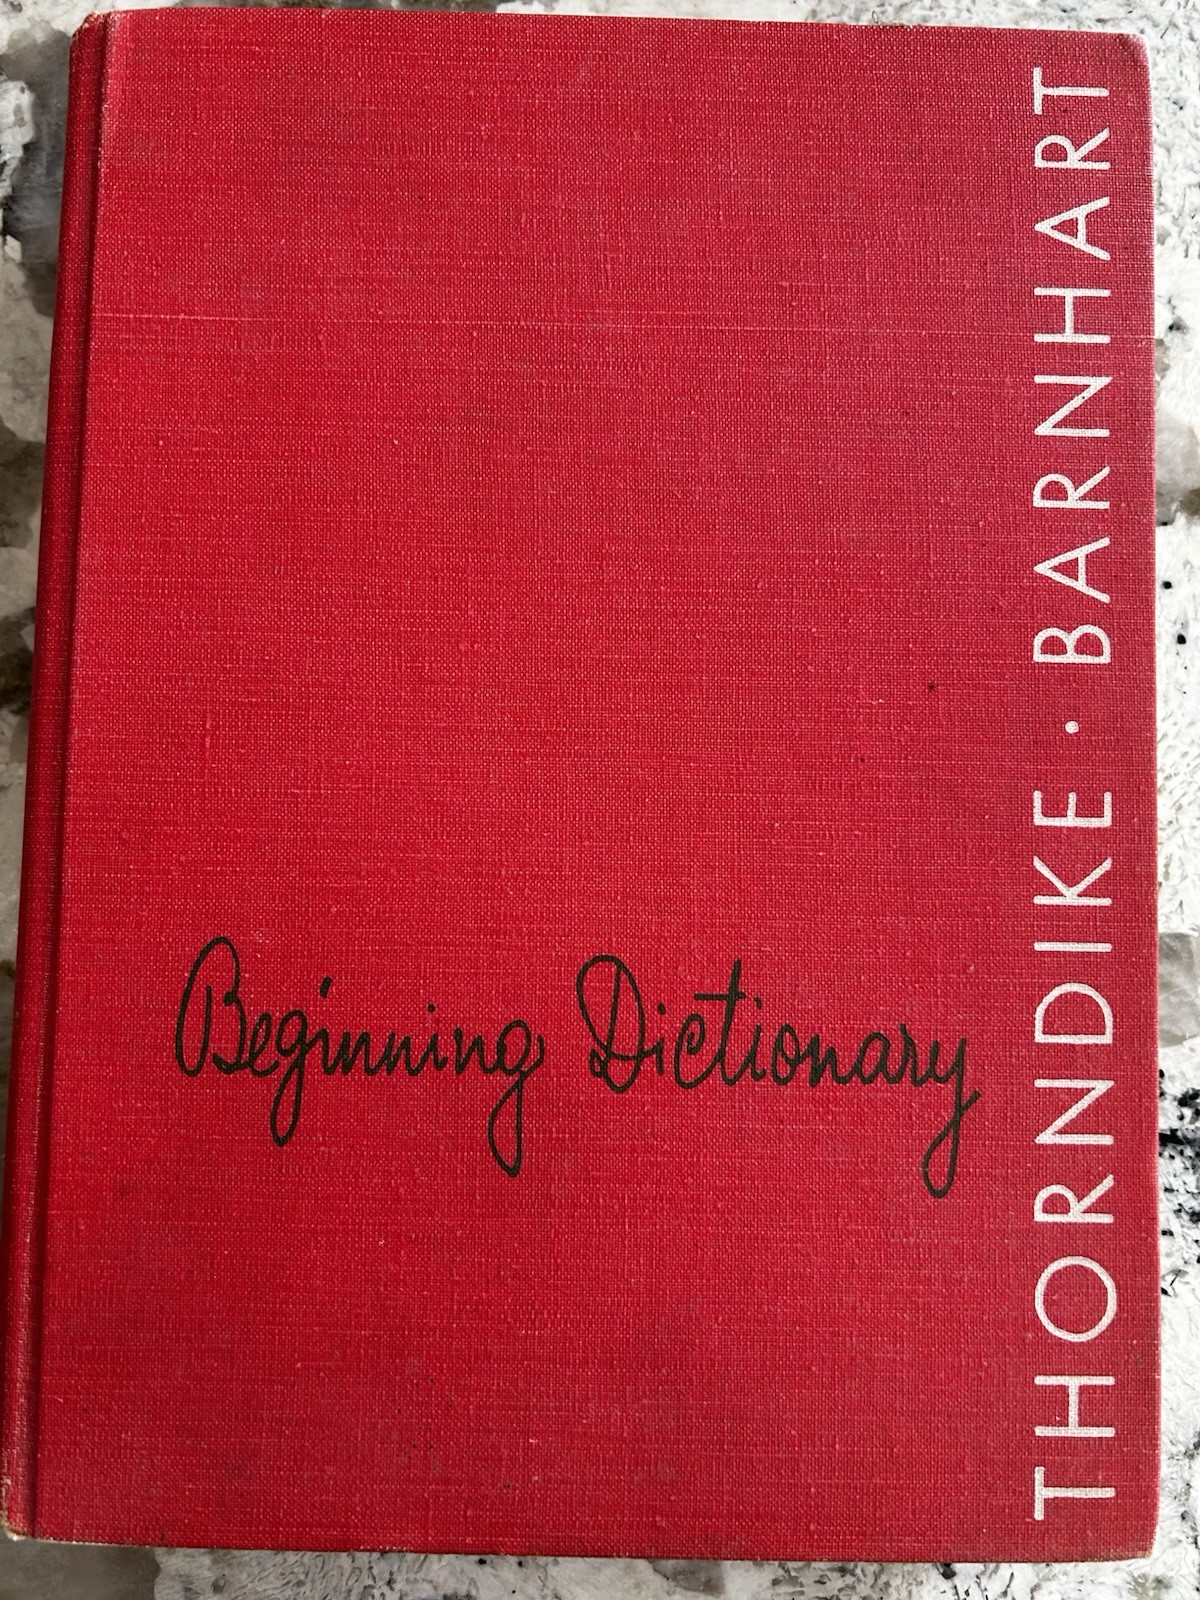 Beginning Dictionary
THORNDIKE · BARNHART